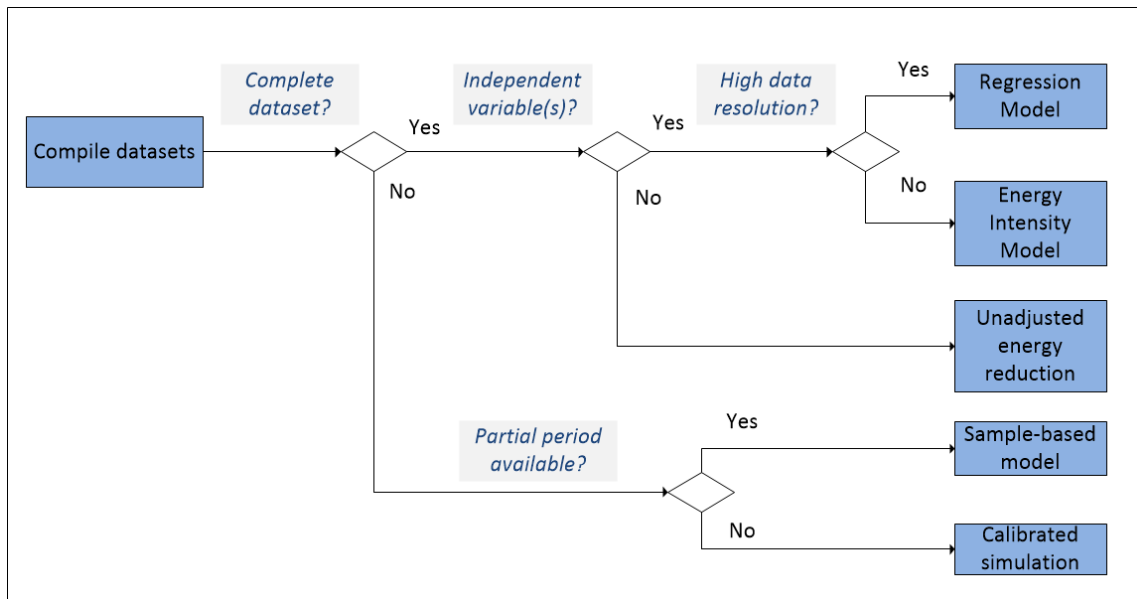 Complete
dataset?
Independent
variable(s)?
High data
resolution?
Yes
Regression
Model
Compile datasets
Yes
Yes
No
No
No
Energy
Intensity
Model
Unadjusted
energy
reduction
Partial period
available?
Yes
Sample-based
model
No
Calibrated
simulation